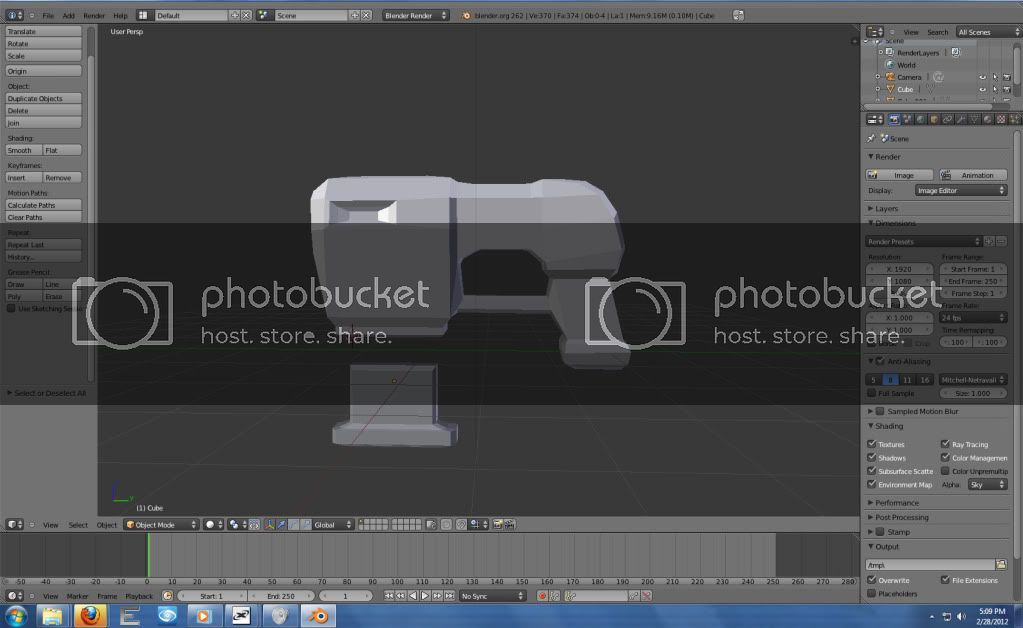 File Add Render Help Default Scene Blender Render blender.org 262 | Ve:370 | Fa:374 | Ob:0-4 | La:1 | Mem:9.16M (0.10M) | Cube
Translate
Rotate
Scale
Origin
Object:
Duplicate Objects
Delete
Join
Shading:
Smooth Flat
Keyframes:
Insert Remove
Motion Paths:
Calculate Paths
Clear Paths
Repeat:
Repeat Last
History...
Grease Pencil:
Draw Line
Poly Erase
Use Sketching Sessio
Select or Deselect All
User Persp
photobucket
host. store. share.
photobucket
host. store. share.
(1) Cube
View Search All Scenes
Scene
RenderLayers |
World
Camera |
Cube |
Scene
Render
Image Animation
Display: Image Editor
Layers
Dimensions
Render Presets
Resolution: Frame Range:
X: 1920 Start Frame: 1
1080 End Frame: 250
Frame Step: 1
Frame Rate:
X: 1.000 24 fps
Y: 1.000 Time Remapping:
Crop :100 :100
Anti-Aliasing
5 8 11 16 Mitchell-Netravali
Full Sample Size: 1.000
Sampled Motion Blur
Shading
Textures Ray Tracing
Shadows Color Managemen
Subsurface Scatte Color Unpremultip
Environment Map Alpha: Sky
Performance
Post Processing
Stamp
Output
/tmp\
Overwrite File Extensions
Placeholders
View Select Object Object Mode Global
-50 -40 -30 -20 -10 0 10 20 30 40 50 60 70 80 90 100 110 120 130 140 150 160 170 180 190 200 210 220 230 240 250 260 270 280
View Marker Frame Playback Start: 1 End: 250 1 No Sync
5:09 PM
2/28/2012